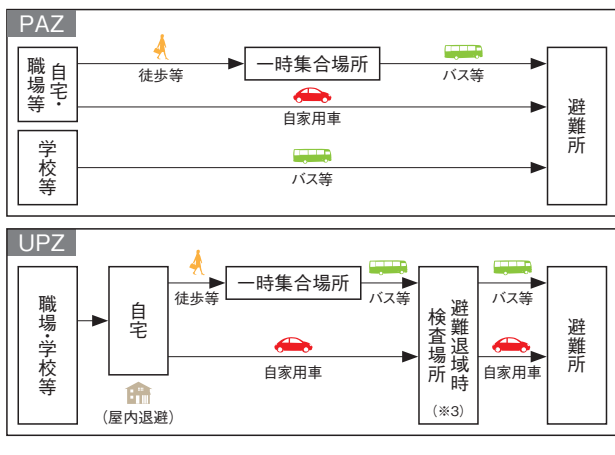 PAZ
自宅・
職場等
徒歩等
一時集合場所
バス等
自家用車
避難所
学校等
バス等
UPZ
職場・学校等
自宅
(屋内退避)
徒歩等
一時集合場所
バス等
自家用車
避難退域時
検査場所
(※3)
バス等
自家用車
避難所